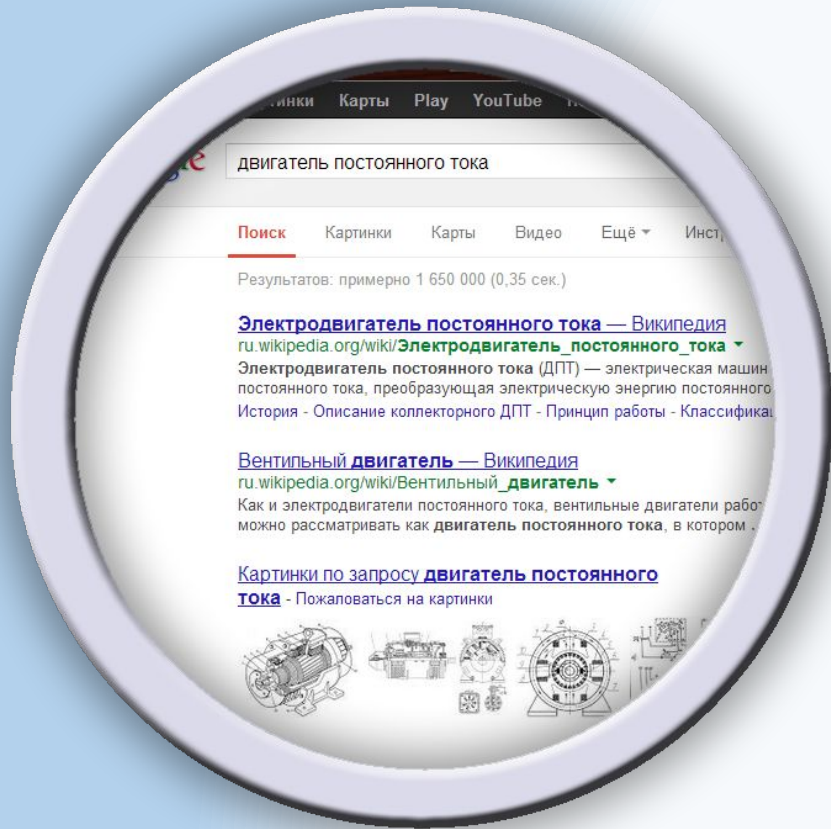 Карты Play YouTube
двигатель постоянного тока
Поиск Картинки Карты Видео Ещё
Результатов: примерно 1 650 000 (0,35 сек.)
Электродвигатель постоянного тока — Википедия
ru.wikipedia.org/wiki/Электродвигатель_постоянного_тока
Электродвигатель постоянного тока (ДПТ) — электрическая машин
постоянного тока, преобразующая электрическую энергию постоянного
История - Описание коллекторного ДПТ - Принцип работы -
Вентильный двигатель — Википедия
ru.wikipedia.org/wiki/Вентильный_двигатель
Как и электродвигатели постоянного тока, вентильные двигатели
можно рассматривать как двигатель постоянного тока, в котором
Картинки по запросу двигатель постоянного
тока - Пожаловаться на картинки